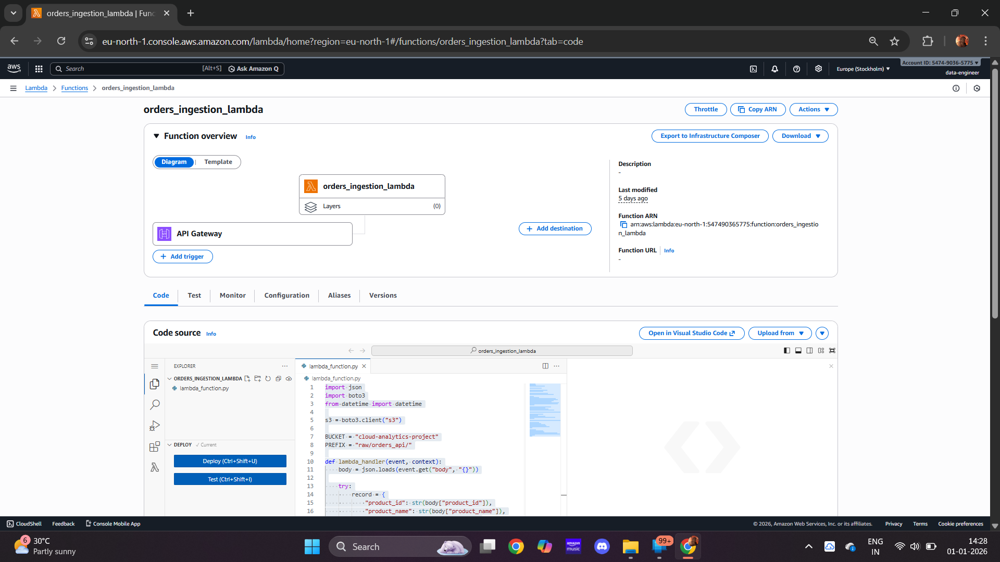 orders_ingestion_lambda | Func
eu-north-1.console.aws.amazon.com/lambda/home?region=eu-north-1#/functions/orders_ingestion_lambda?tab=code
aws
Search [Alt+S] Ask Amazon Q
Europe (Stockholm)
Account ID: 5474-9036-5775
data-engineer
Lambda
Functions
orders_ingestion_lambda
orders_ingestion_lambda
Throttle
Copy ARN
Actions
Function overview Info
Export to Infrastructure Composer
Download
Diagram
Template
orders_ingestion_lambda
Layers (0)
API Gateway
Add trigger
Add destination
Description
-
Last modified
5 days ago
Function ARN
arn:aws:lambda:eu-north-1:547490365775:function:orders_ingestio
n_lambda
Function URL Info
-
Code
Test
Monitor
Configuration
Aliases
Versions
Code source Info
Open in Visual Studio Code
Upload from
orders_ingestion_lambda
EXPLORER
ORDERS_INGESTION_LAMBDA
lambda_function.py
DEPLOY ✓ Current
Deploy (Ctrl+Shift+U)
Test (Ctrl+Shift+I)
lambda_function.py
lambda_function.py
1 import json
2 import boto3
3 from datetime import datetime
4
5 s3 = boto3.client("s3")
6
7 BUCKET = "cloud-analytics-project"
8 PREFIX = "raw/orders_api/"
9
10 def lambda_handler(event, context):
11 body = json.loads(event.get("body", "{}"))
12
13 try:
14 record = {
15 "product_id": str(body["product_id"]),
16 "product_name": str(body["product_name"]),
CloudShell
Feedback
Console Mobile App
© 2026, Amazon Web Services, Inc. or its affiliates.
Privacy
Terms
Cookie preferences
6
30°C
Partly sunny
Search
amazon
music
99+
ENG
IN
14:28
01-01-2026